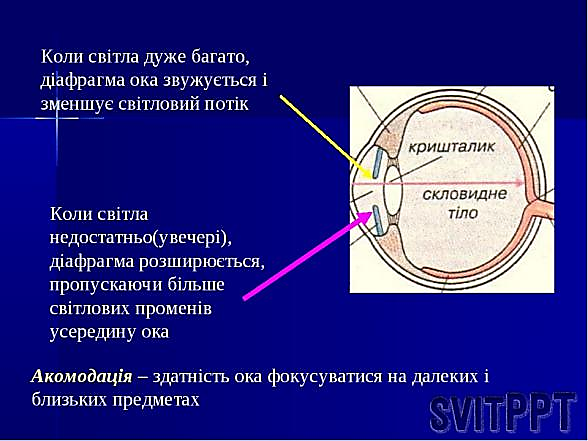 Коли світла дуже багато,
діафрагма ока звужується і
зменшує світловий потік
кришталик
скловидне
тіло
Коли світла
недостатньо(увечері),
діафрагма розширюється,
пропускаючи більше
світлових променів
усередину ока
Акомодація – здатність ока фокусуватися на далеких і
близьких предметах
SVITPPT